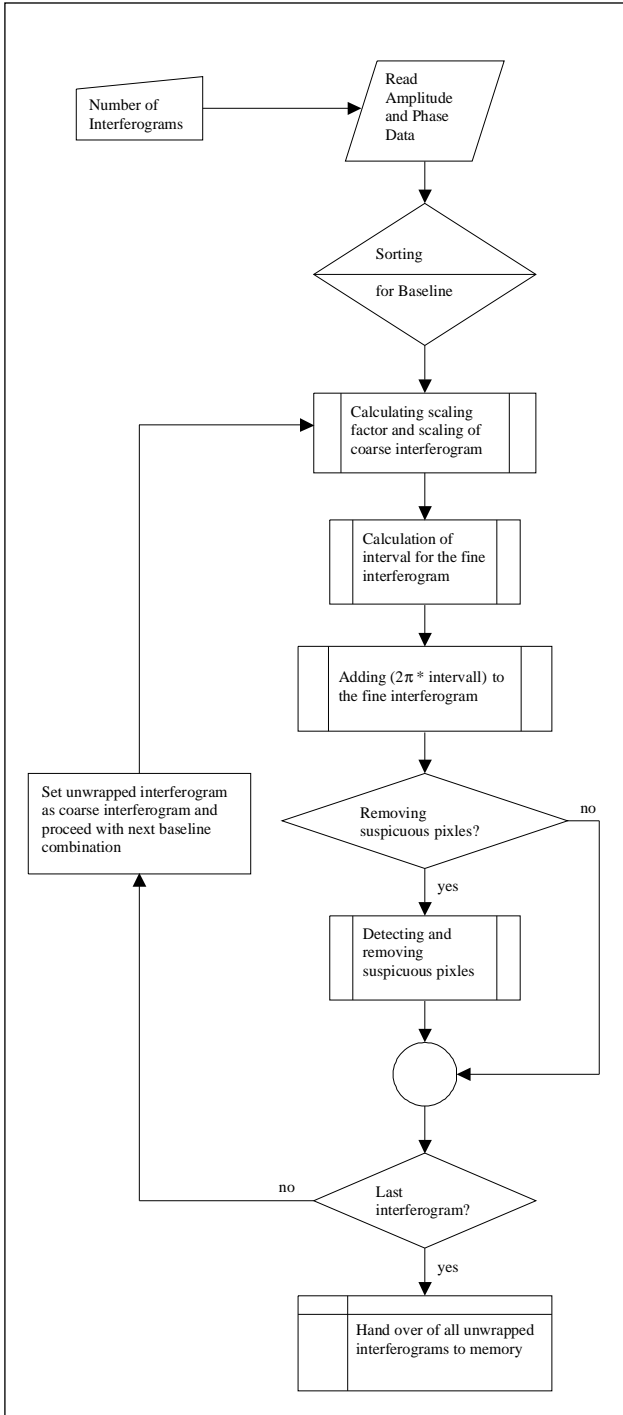 Number of
Interferograms
Read
Amplitude
and Phase
Data
Sorting
for Baseline
Calculating scaling
factor and scaling of
coarse interferogram
Calculation of
interval for the fine
interferogram
Adding (2π * intervall) to
the fine interferogram
Set unwrapped interferogram
as coarse interferogram and
proceed with next baseline
combination
Removing
suspicuous pixles?
no
yes
Detecting and
removing
suspicuous pixles
no
Last
interferogram?
yes
Hand over of all unwrapped
interferograms to memory